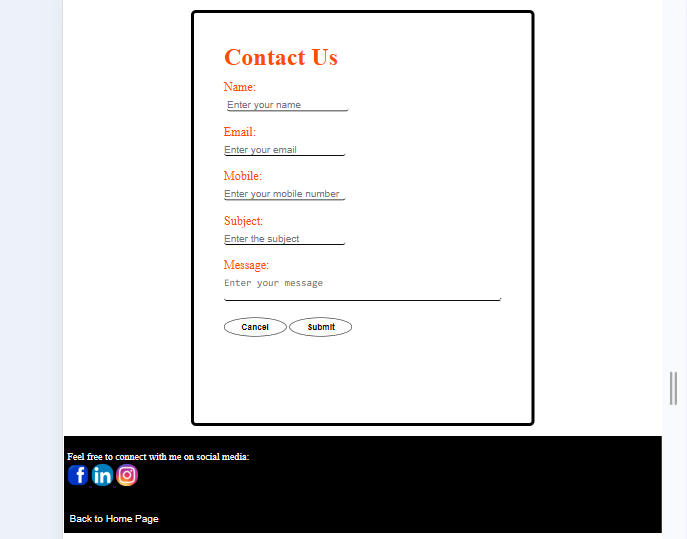 Contact Us
Name:
Enter your name
Email:
Enter your email
Mobile:
Enter your mobile number
Subject:
Enter the subject
Message:
Enter your message
Cancel Submit
Feel free to connect with me on social media:
f in
Back to Home Page